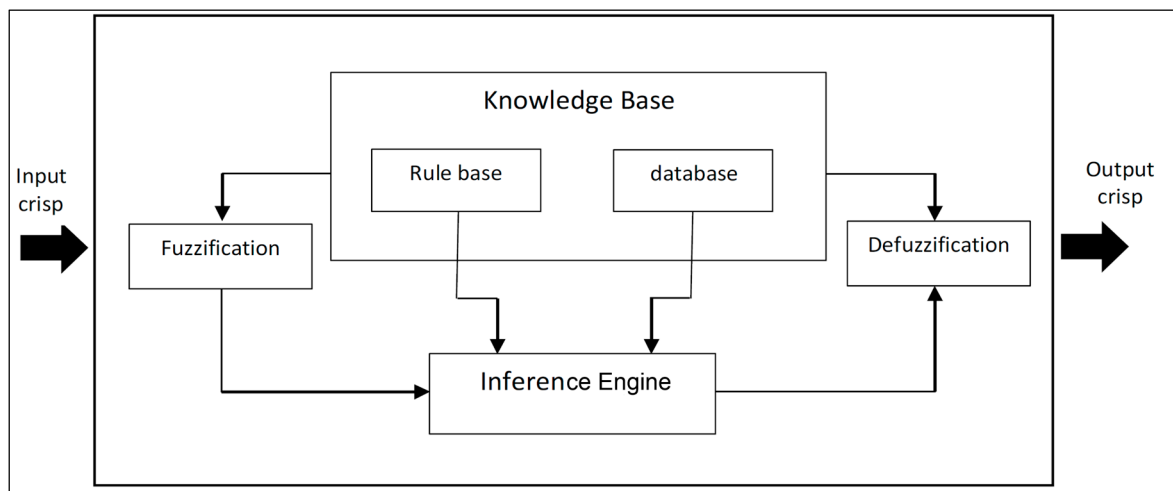 Knowledge Base
Rule base
database
Input
crisp
Output
crisp
Fuzzification
Defuzzification
Inference Engine